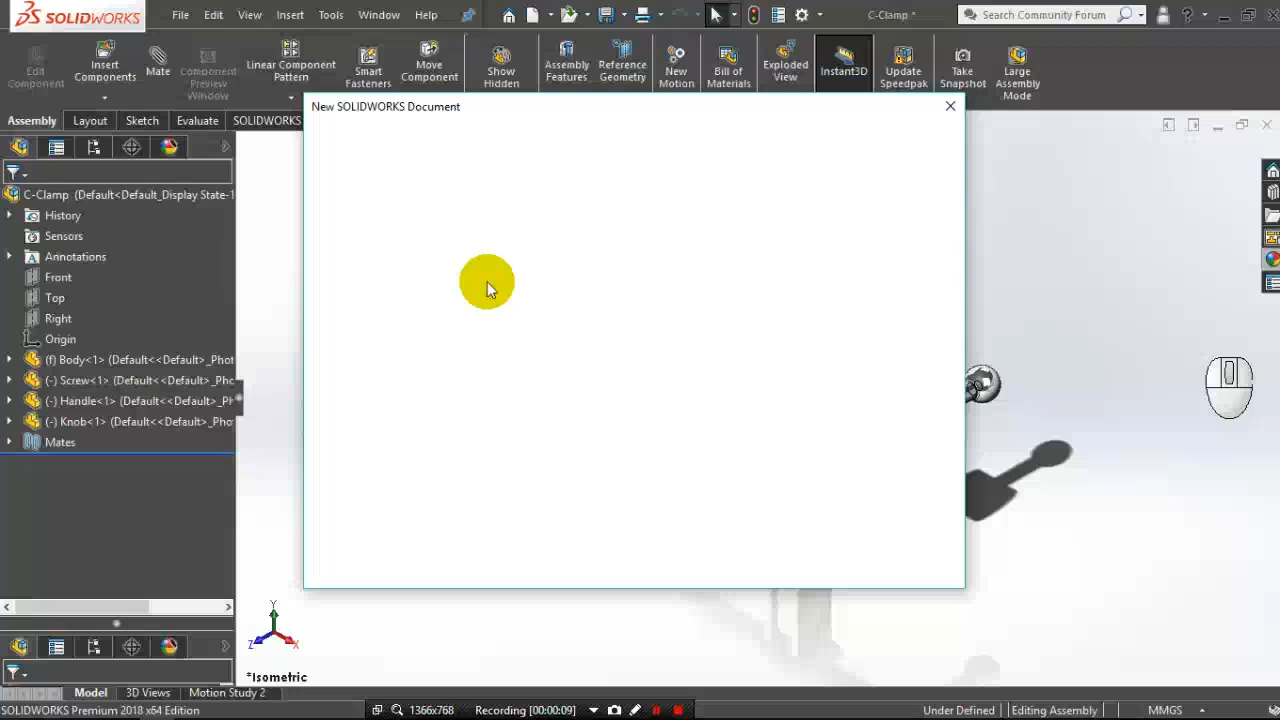 SOLIDWORKS
File Edit View Insert Tools Window Help
C-Clamp *
Search Community Forum
Edit Component
Insert Components
Mate
Component Preview Window
Linear Component Pattern
Smart Fasteners
Move Component
Show Hidden
Assembly Features
Reference Geometry
New Motion
Bill of Materials
Exploded View
Instant3D
Update Speedpak
Take Snapshot
Large Assembly Mode
New SOLIDWORKS Document
Assembly Layout Sketch Evaluate SOLIDWORKS
C-Clamp (Default<Default_Display State-1
History
Sensors
Annotations
Front
Top
Right
Origin
(f) Body<1> (Default<<Default>_Phot
(-) Screw<1> (Default<<Default>_Phc
(-) Handle<1> (Default<<Default>_Pl
(-) Knob<1> (Default<<Default>_Pho
Mates
Y
Z
X
*Isometric
Model 3D Views Motion Study 2
SOLIDWORKS Premium 2018 x64 Edition
1366x768 Recording [00:00:09]
Under Defined Editing Assembly MMGS